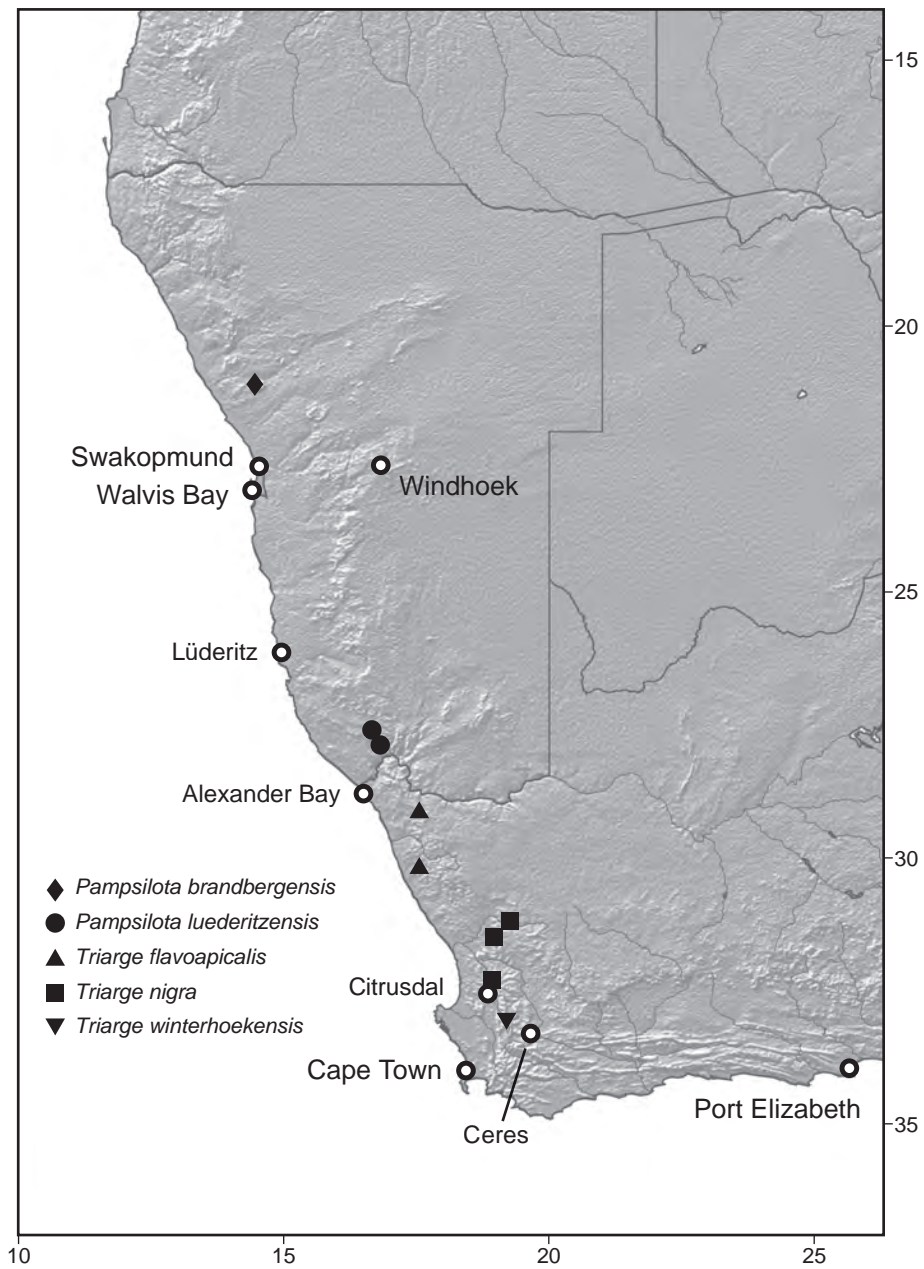 15
20
Swakopmund
Walvis Bay
Windhoek
25
Lüderitz
Alexander Bay
30
Pampsilota brandbergensis
Pampsilota luederitzensis
Triarge flavoapicalis
Triarge nigra
Triarge winterhoekensis
Citrusdal
Cape Town
Port Elizabeth
Ceres
35
10
15
20
25